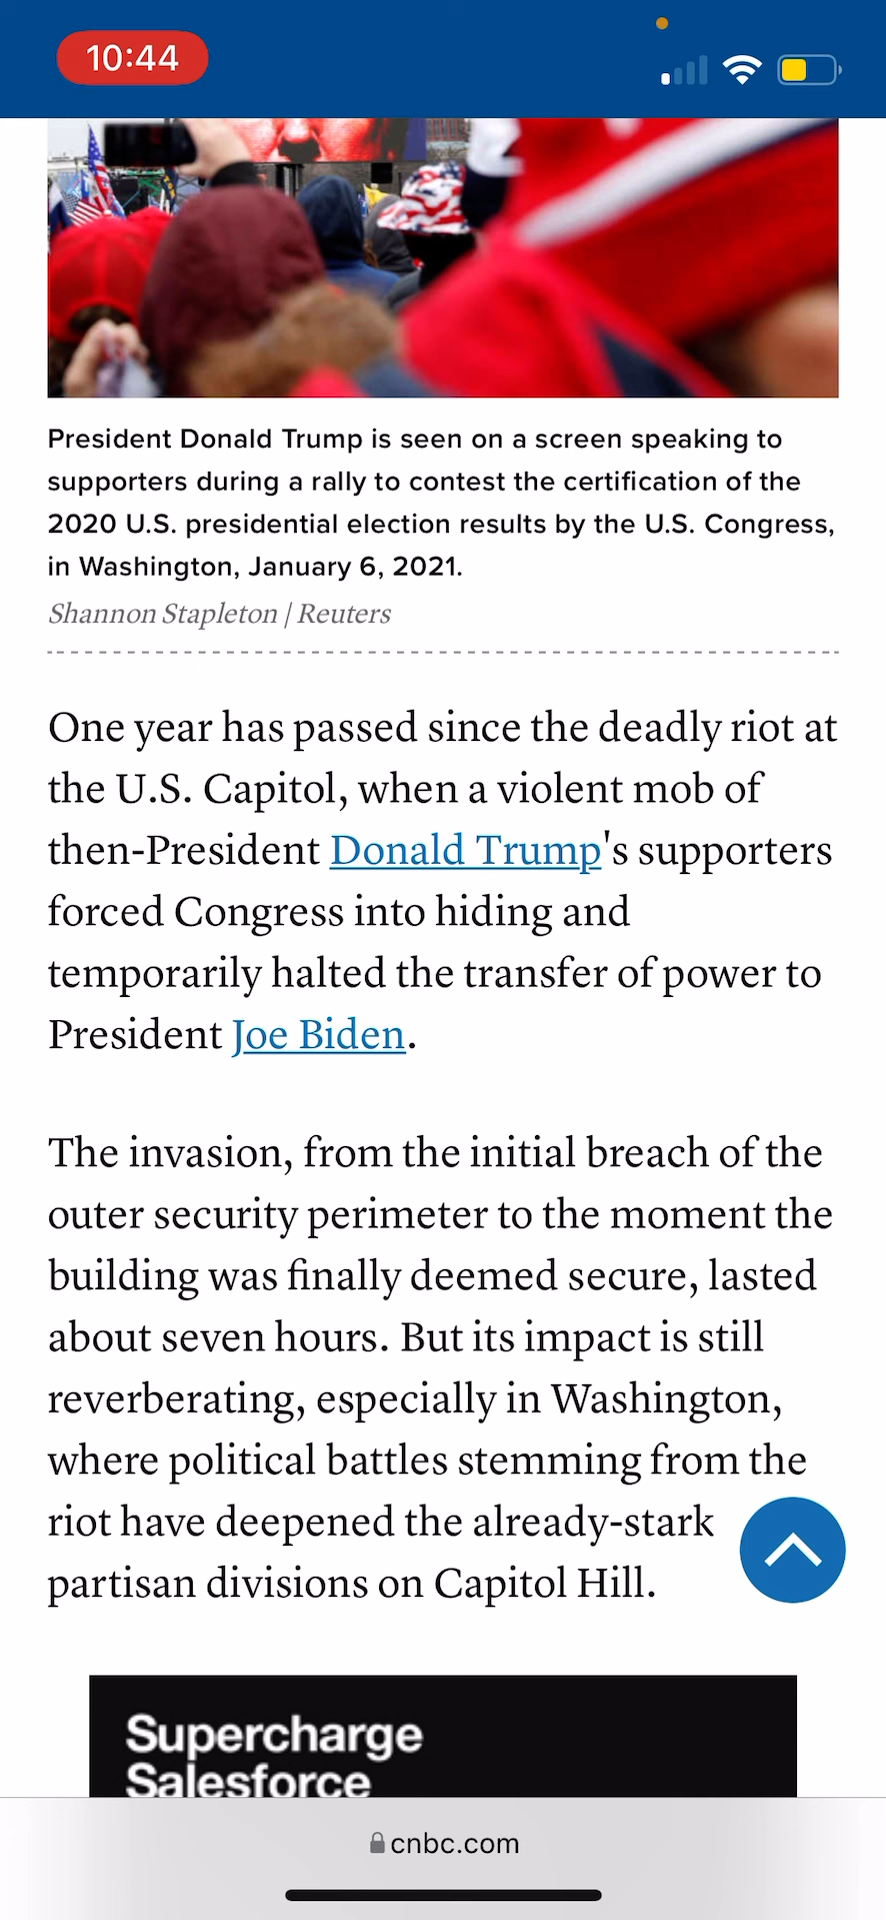 10:44
President Donald Trump is seen on a screen speaking to
supporters during a rally to contest the certification of the
2020 U.S. presidential election results by the U.S. Congress,
in Washington, January 6, 2021.
Shannon Stapleton | Reuters
One year has passed since the deadly riot at
the U.S. Capitol, when a violent mob of
then-President Donald Trump's supporters
forced Congress into hiding and
temporarily halted the transfer of power to
President Joe Biden.
The invasion, from the initial breach of the
outer security perimeter to the moment the
building was finally deemed secure, lasted
about seven hours. But its impact is still
reverberating, especially in Washington,
where political battles stemming from the
riot have deepened the already-stark
partisan divisions on Capitol Hill.
Supercharge
Salesforce
cnbc.com